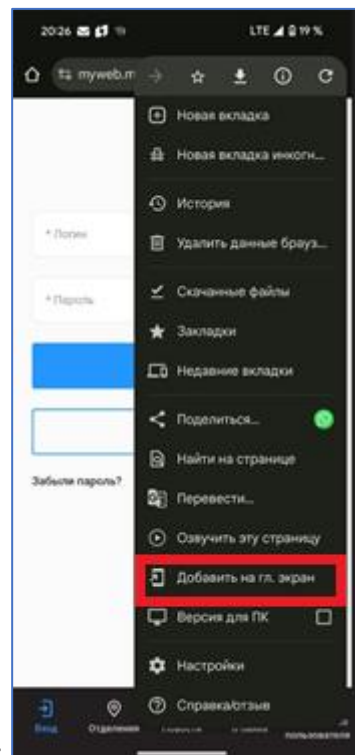 20:26
LTE 19 %
myweb.m
Новая вкладка
Новая вкладка инкогн...
История
* Логин
Удалить данные брауз...
Скачанные файлы
* Пароль
Закладки
Недавние вкладки
Поделиться...
Найти на странице
Забыли пароль?
Перевести...
Озвучить эту страницу
Добавить на гл. экран
Версия для ПК
Настройки
Справка/отзыв
Вход
Отделения
пользователя